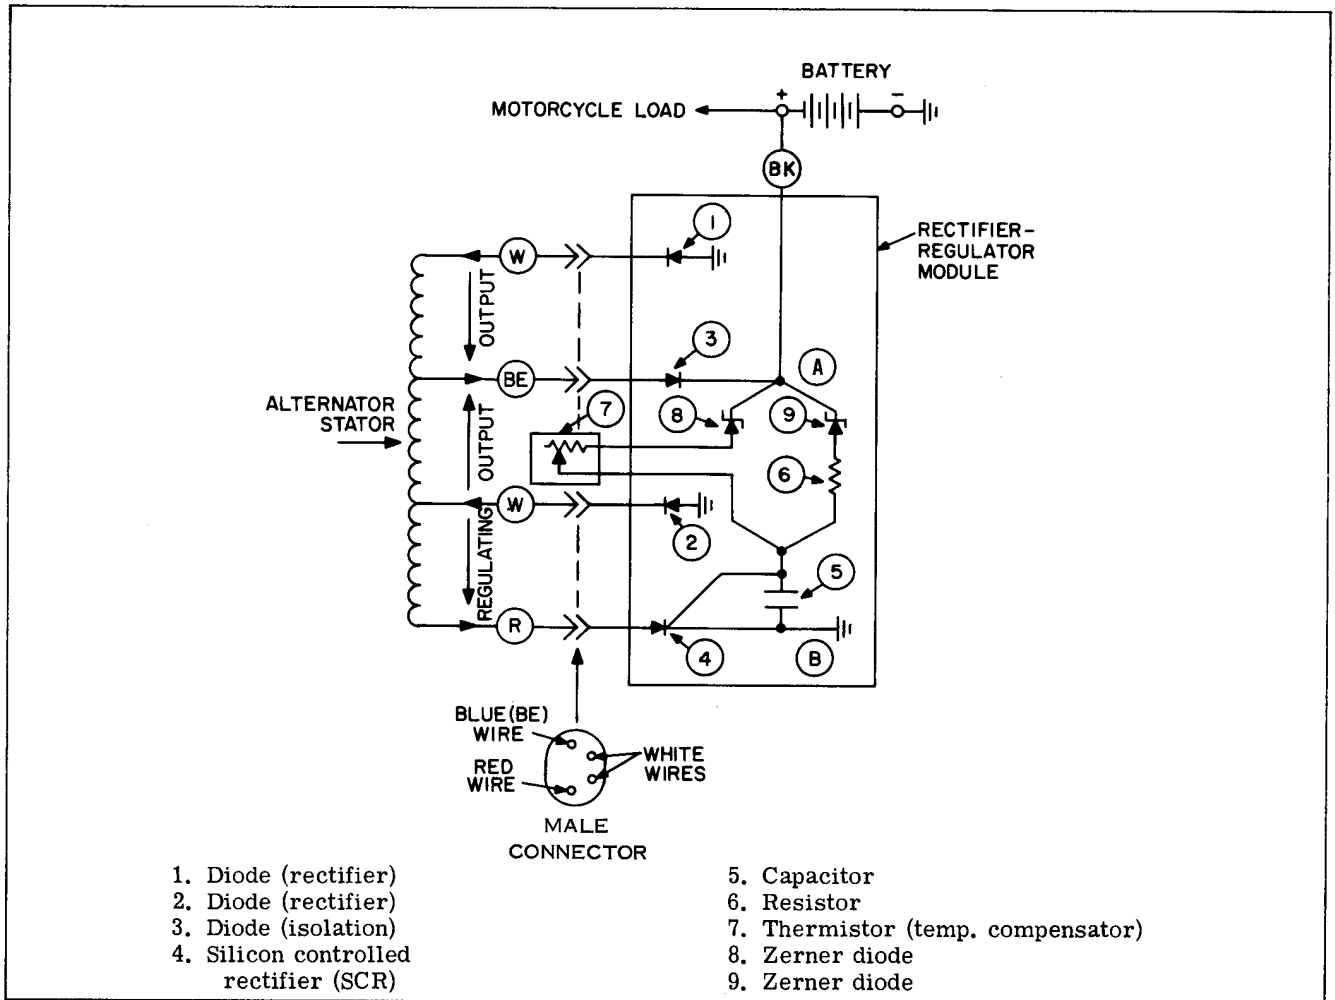 BATTERY
+ −
MOTORCYCLE LOAD
BK
RECTIFIER-
REGULATOR
MODULE
1
W
OUTPUT
3
BE
A
ALTERNATOR
STATOR
7
8
9
OUTPUT
6
W
2
REGULATING
5
R
4
B
BLUE(BE)
WIRE
RED
WIRE
WHITE
WIRES
MALE
CONNECTOR
1. Diode (rectifier)
2. Diode (rectifier)
3. Diode (isolation)
4. Silicon controlled
rectifier (SCR)
5. Capacitor
6. Resistor
7. Thermistor (temp. compensator)
8. Zerner diode
9. Zerner diode